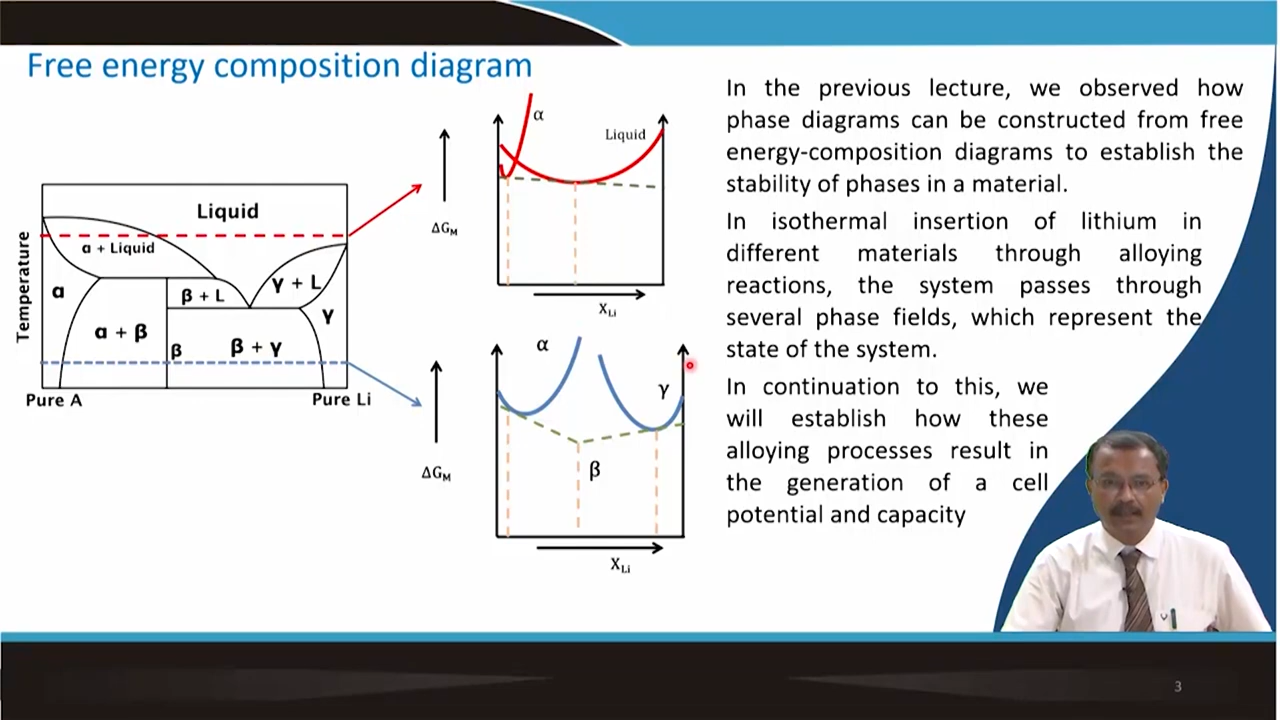 Free energy composition diagram
Liquid
α + Liquid
α
β + L
γ + L
γ
α + β
β
β + γ
Temperature
Pure A
Pure Li
ΔG_M
α
Liquid
X_Li
ΔG_M
α
γ
β
X_Li
In the previous lecture, we observed how
phase diagrams can be constructed from free
energy-composition diagrams to establish the
stability of phases in a material.
In isothermal insertion of lithium in
different materials through alloying
reactions, the system passes through
several phase fields, which represent the
state of the system.
In continuation to this, we
will establish how these
alloying processes result in
the generation of a cell
potential and capacity
3